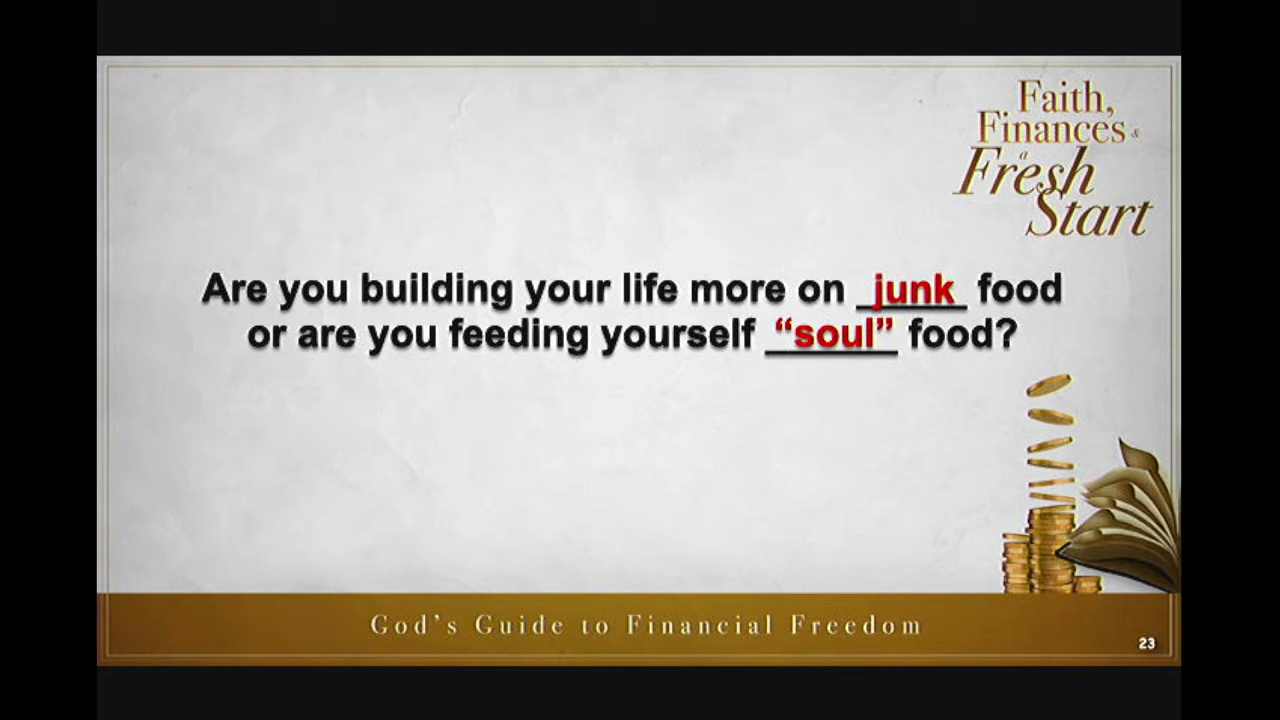 Faith,
Finances &
a
Fresh
Start
Are you building your life more on junk food
or are you feeding yourself “soul” food?
God's Guide to Financial Freedom
23